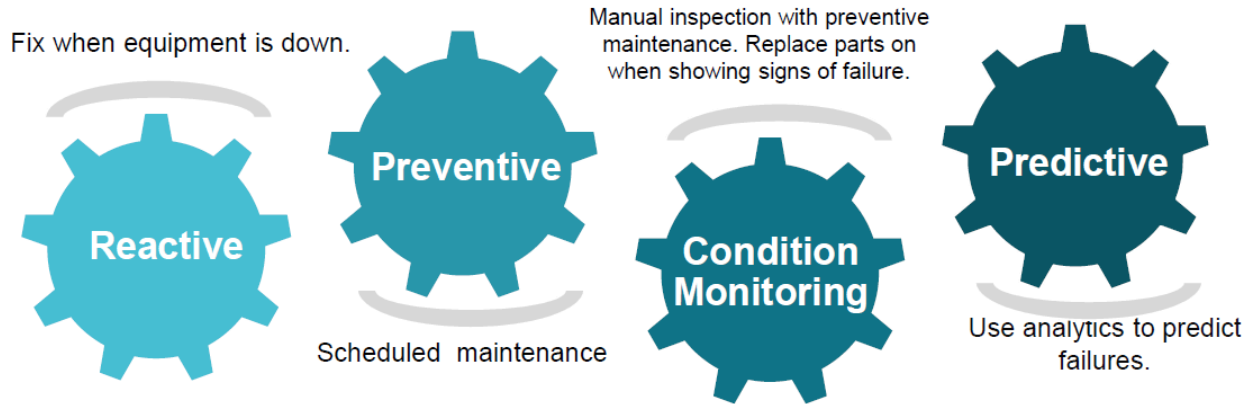 Fix when equipment is down.
Reactive
Preventive
Scheduled maintenance
Manual inspection with preventive
maintenance. Replace parts on
when showing signs of failure.
Condition
Monitoring
Predictive
Use analytics to predict
failures.